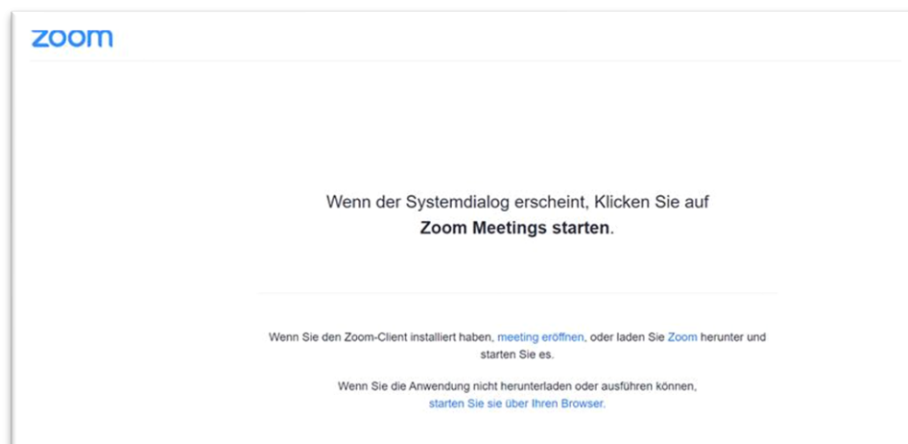 zoom
Wenn der Systemdialog erscheint, Klicken Sie auf
Zoom Meetings starten.
Wenn Sie den Zoom-Client installiert haben, meeting eröffnen, oder laden Sie Zoom herunter und
starten Sie es.
Wenn Sie die Anwendung nicht herunterladen oder ausführen können,
starten Sie sie über Ihren Browser.